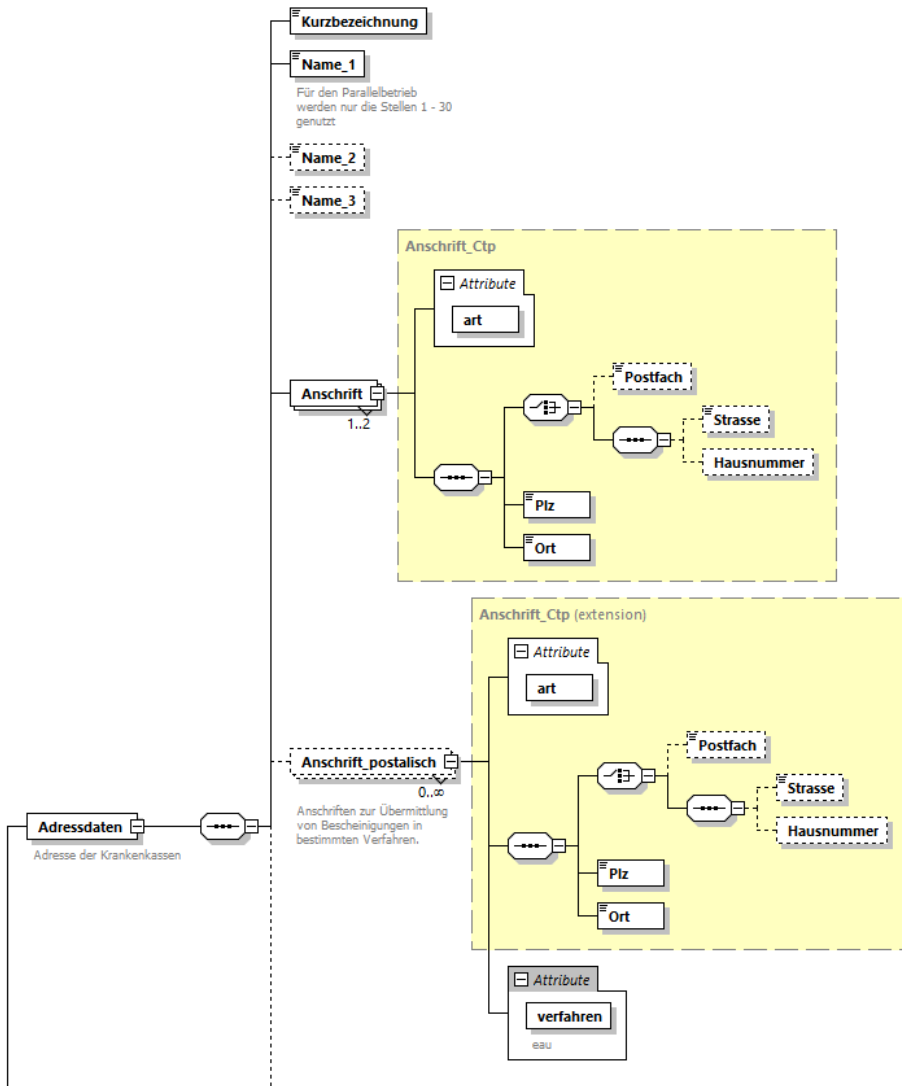 Kurzbezeichnung
Name_1
Für den Parallelbetrieb
werden nur die Stellen 1 - 30
genutzt
Name_2
Name_3
Anschrift_Ctp
Attribute
art
Anschrift
1..2
Postfach
Strasse
Hausnummer
Plz
Ort
Anschrift_Ctp (extension)
Attribute
art
Anschrift_postalisch
0..∞
Anschriften zur Übermittlung
von Bescheinigungen in
bestimmten Verfahren.
Postfach
Strasse
Hausnummer
Plz
Ort
Adressdaten
Adresse der Krankenkassen
Attribute
verfahren
eau